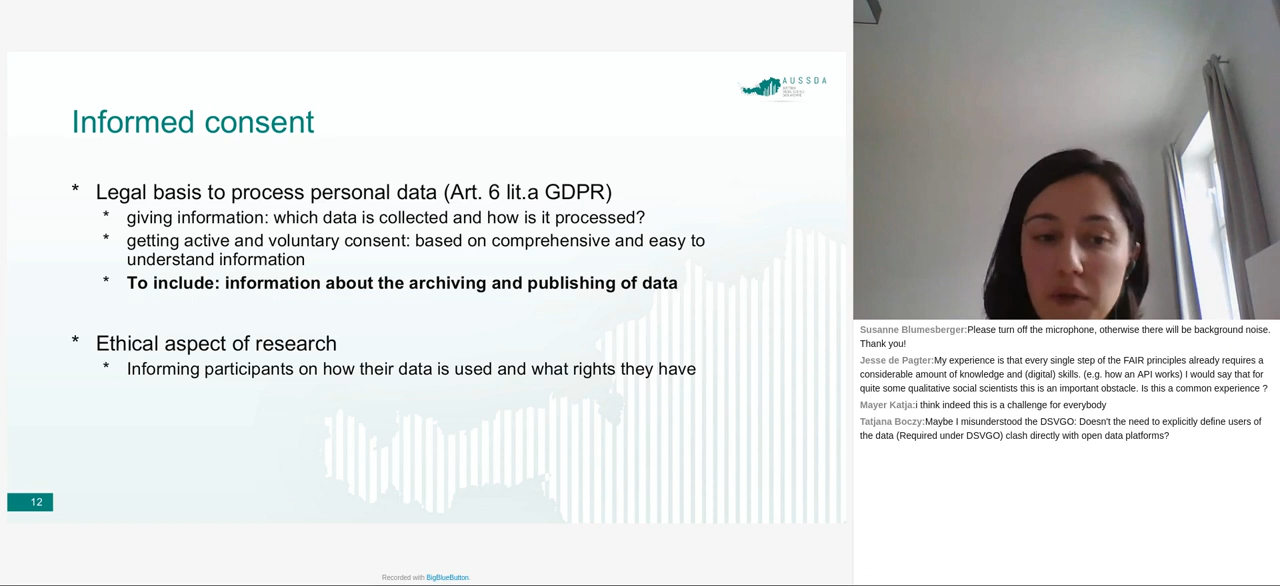 AUSSDA
Informed consent
* Legal basis to process personal data (Art. 6 lit.a GDPR)
* giving information: which data is collected and how is it processed?
* getting active and voluntary consent: based on comprehensive and easy to
understand information
* To include: information about the archiving and publishing of data
* Ethical aspect of research
* Informing participants on how their data is used and what rights they have
12
Recorded with BigBlueButton.
Susanne Blumesberger:Please turn off the microphone, otherwise there will be background noise.
Thank you!
Jesse de Pagter:My experience is that every single step of the FAIR principles already requires a
considerable amount of knowledge and (digital) skills. (e.g. how an API works) I would say that for
quite some qualitative social scientists this is an important obstacle. Is this a common experience ?
Mayer Katja:i think indeed this is a challenge for everybody
Tatjana Boczy:Maybe I misunderstood the DSVGO: Doesn't the need to explicitly define users of
the data (Required under DSVGO) clash directly with open data platforms?